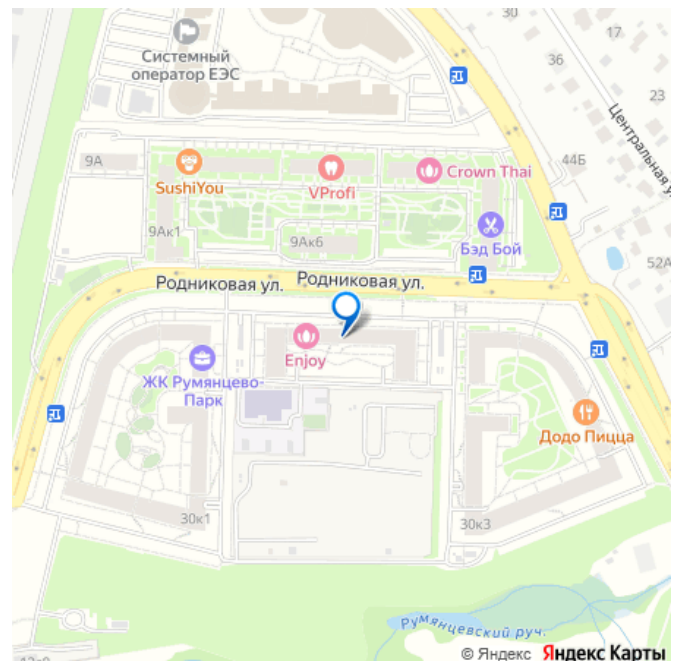 30
17
Системный
оператор ЕЭС
36
23
Центральная у
9А
44Б
SushiYou
VProfi
Crown Thai
9Ак1
9Ак6
Бэд Бой
52А
Родниковая ул.
Родниковая ул.
Enjoy
ЖК Румянцево-
Парк
Додо Пицца
30к1
30к3
Румянцевский руч.
© Яндекс Яндекс Карты